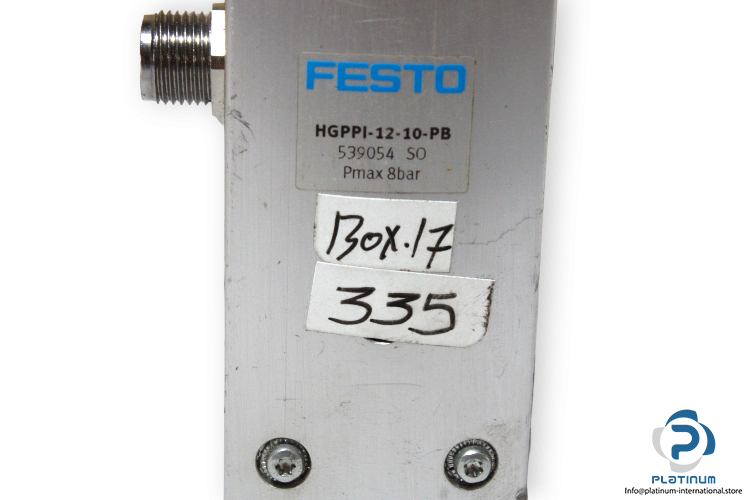 FESTO
HGPPI-12-10-PB
539054 SO
Pmax 8bar
Box.17
335
PLATINUM
Info@platinum-international.store